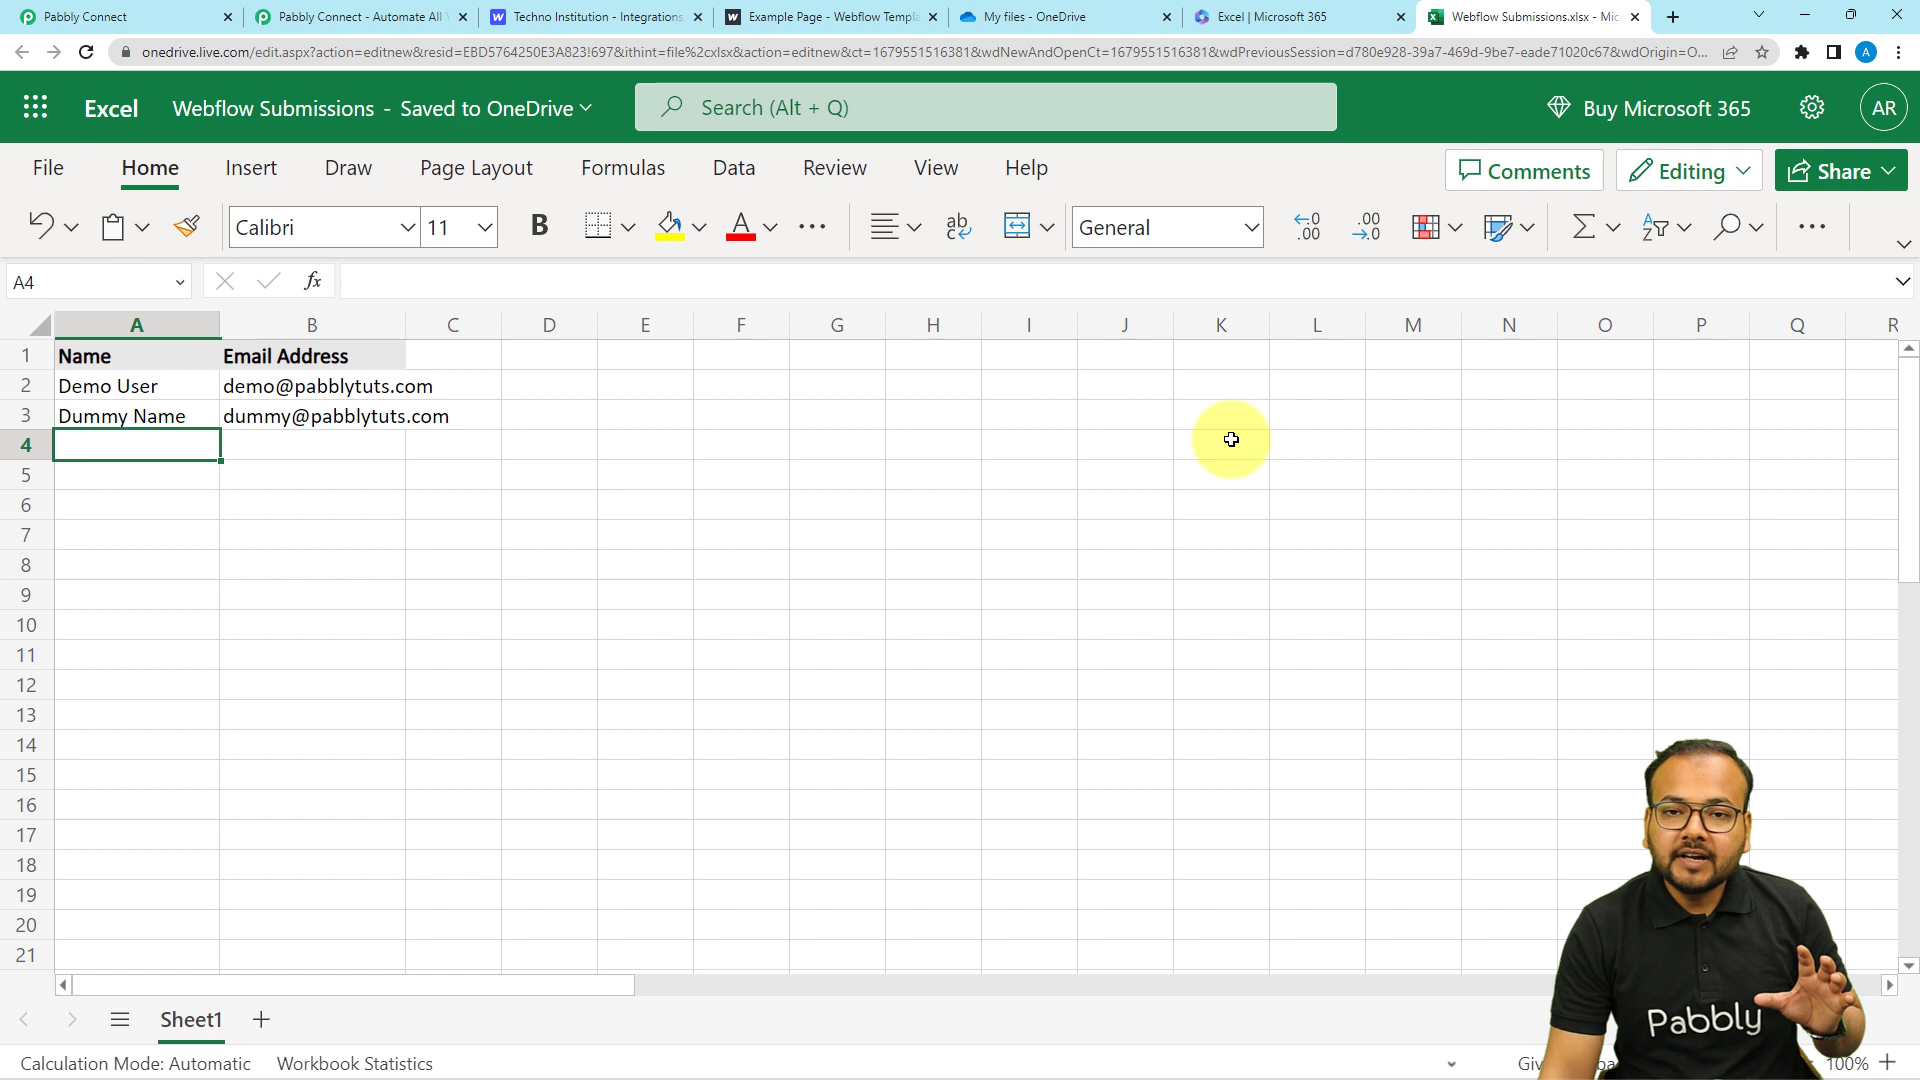 Pabbly Connect
Pabbly Connect - Automate All
Techno Institution - Integrations
Example Page - Webflow Templa
My files - OneDrive
Excel | Microsoft 365
Webflow Submissions.xlsx - Mic
onedrive.live.com/edit.aspx?action=editnew&resid=EBD5764250E3A823!697&ithint=file%2cxlsx&action=editnew&ct=1679551516381&wdNewAndOpenCt=1679551516381&wdPreviousSession=d780e928-39a7-469d-9be7-eade71020c67&wdOrigin=O...
A
Excel
Webflow Submissions - Saved to OneDrive
Search (Alt + Q)
Buy Microsoft 365
AR
File Home Insert Draw Page Layout Formulas Data Review View Help
Comments
Editing
Share
Calibri 11 B A ab General .00 .00
A4 fx
A B C D E F G H I J K L M N O P Q R
1 Name Email Address
2 Demo User demo@pabblytuts.com
3 Dummy Name dummy@pabblytuts.com
4
5
6
7
8
9
10
11
12
13
14
15
16
17
18
19
20
21
Pabbly
Sheet1
Calculation Mode: Automatic Workbook Statistics
100%